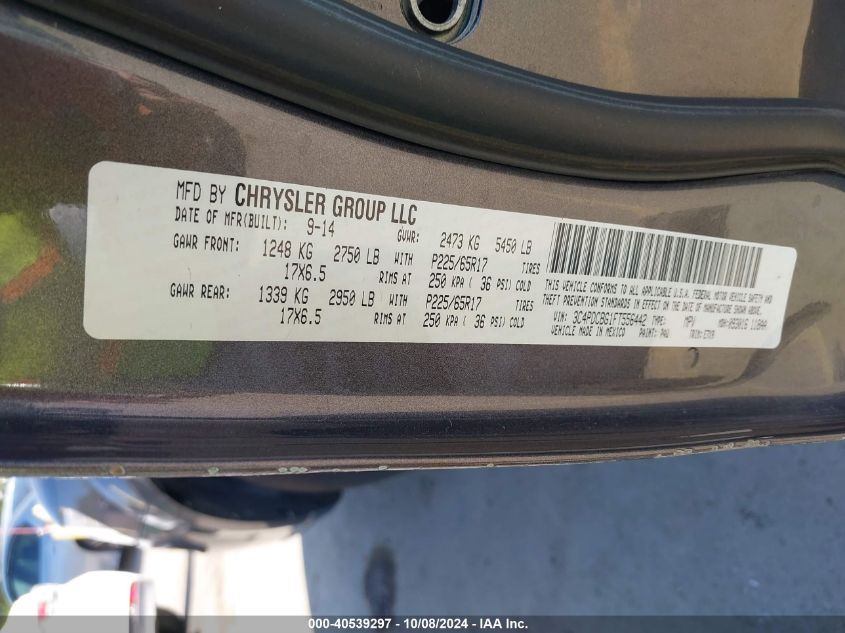 MFD BY CHRYSLER GROUP LLC
DATE OF MFR(BUILT): 9-14 GVWR: 2473 KG 5450 LB
GAWR FRONT: 1248 KG 2750 LB WITH P225/65R17 TIRES
17X6.5 RIMS AT 250 KPA ( 36 PSI) COLD
GAWR REAR: 1339 KG 2950 LB WITH P225/65R17 TIRES
17X6.5 RIMS AT 250 KPA ( 36 PSI) COLD
THIS VEHICLE CONFORMS TO ALL APPLICABLE U.S.A. FEDERAL MOTOR VEHICLE SAFETY AND
THEFT PREVENTION STANDARDS IN EFFECT ON THE DATE OF MANUFACTURE SHOWN ABOVE.
VIN: 3C4PDCBG1FT556442 TYPE: MPV MDH:
VEHICLE MADE IN MEXICO PAINT: PAU TRIM:
000-40539297 - 10/08/2024 - IAA Inc.